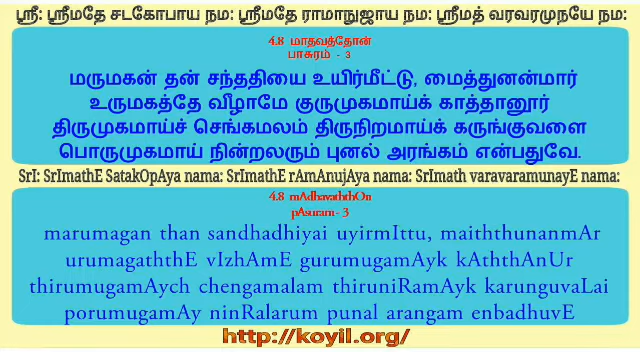 ஸ்ரீ: ஸ்ரீமதே சடகோபாய நம: ஸ்ரீமதே ராமாநுஜாய நம: ஸ்ரீமத் வரவரமுநயே நம:
4.8 மாதவத்தோன்
பாசுரம் - 3
மருமகன் தன் சந்ததியை உயிர்மீட்டு, மைத்துனன்மார்
உருமகத்தே வீழாமே குருமுகமாய்க் காத்தானூர்
திருமுகமாய்ச் செங்கமலம் திருநிறமாய்க் கருங்குவளை
பொருமுகமாய் நின்றலரும் புனல் அரங்கம் என்பதுவே.
SrI: SrImathE SatakOpAya nama: SrImathE rAmAnujAya nama: SrImath varavaramunayE nama:
4.8 mAdhavaththOn
pAsuram - 3
marumagan than sandhadhiyai uyirmIttu, maiththunanmAr
urumagaththE vIzhAmE gurumugamAyk kAththAnUr
thirumugamAych chengamalam thiruniRamAyk karunguvaLai
porumugamAy ninRalarum punal arangam enbadhuvE
http://koyil.org/